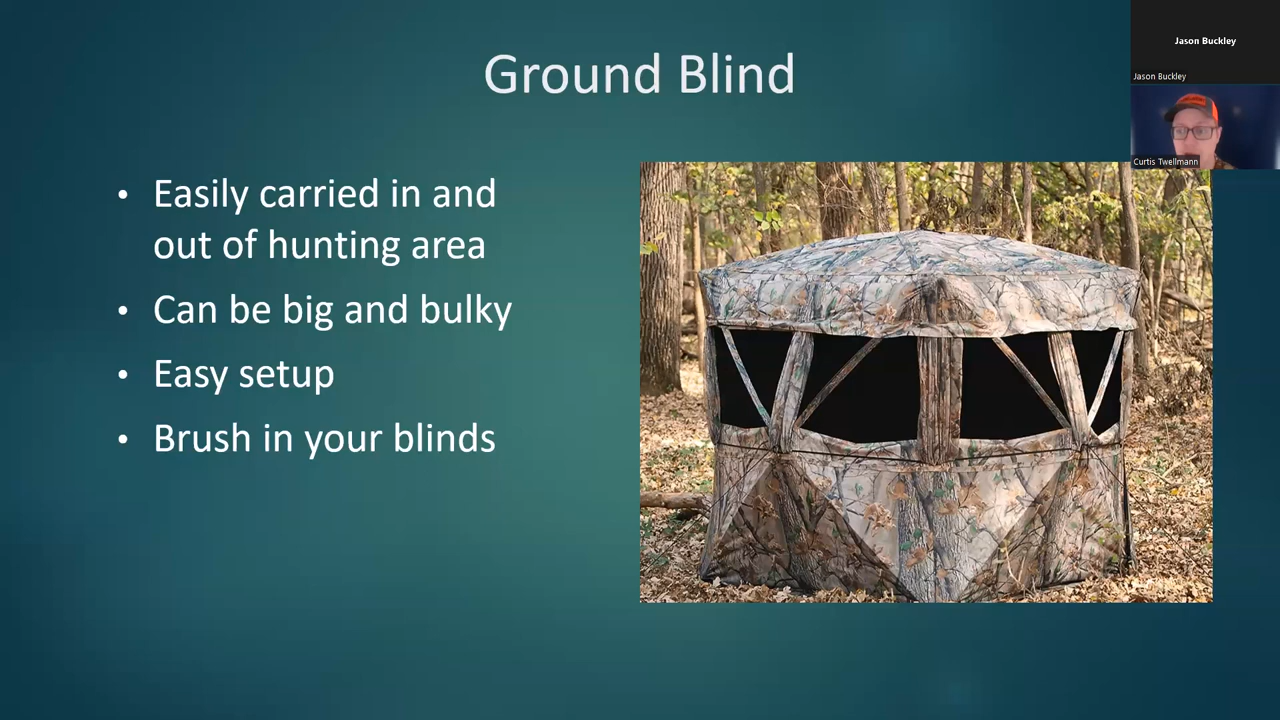 Ground Blind
Jason Buckley
Jason Buckley
Curtis Twellmann
• Easily carried in and
out of hunting area
• Can be big and bulky
• Easy setup
• Brush in your blinds